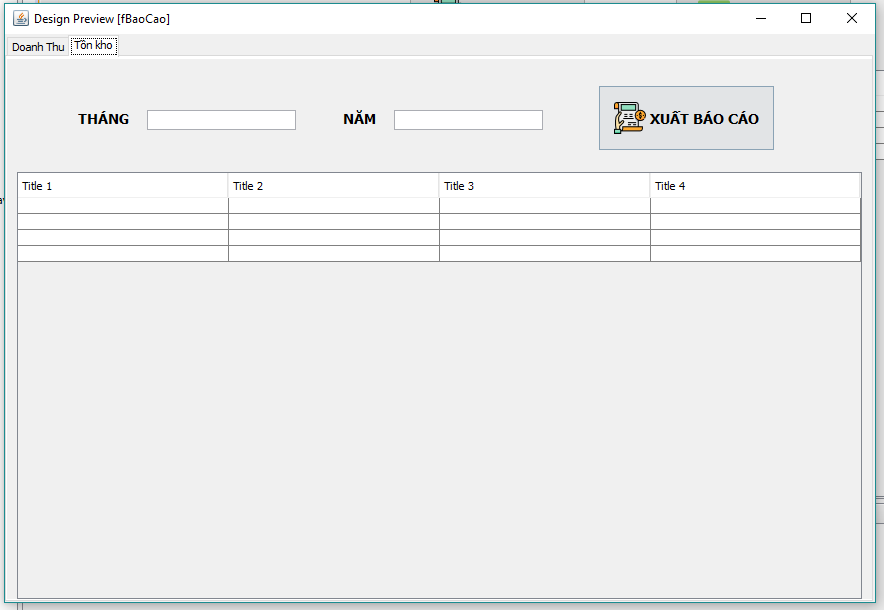 Design Preview [fBaoCao]
Doanh Thu Tồn kho
THÁNG NĂM XUẤT BÁO CÁO
Title 1 Title 2 Title 3 Title 4